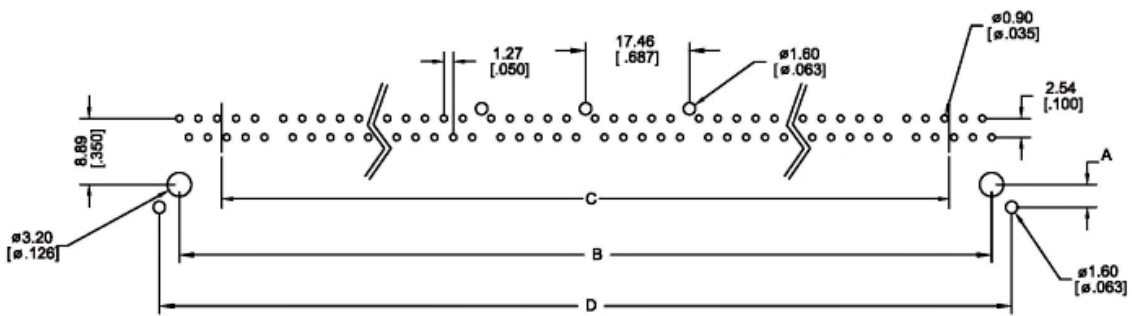 ø0.90
[ø.035]
17.46
[ .687]
1.27
[.050]
ø1.60
[ø.063]
2.54
[.100]
8.89
[.350]
A
C
ø3.20
[ø.126]
B
ø1.60
[ø.063]
D